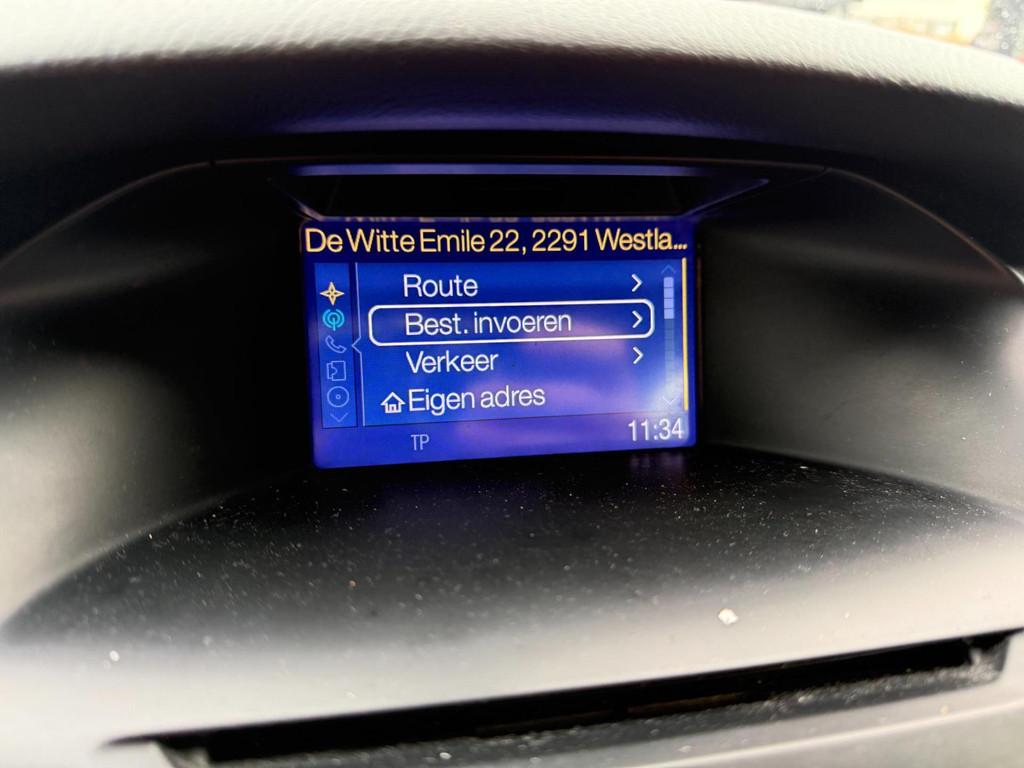 De Witte Emile 22, 2291 Westla...
Route
Best. invoeren
Verkeer
Eigen adres
TP
11:34